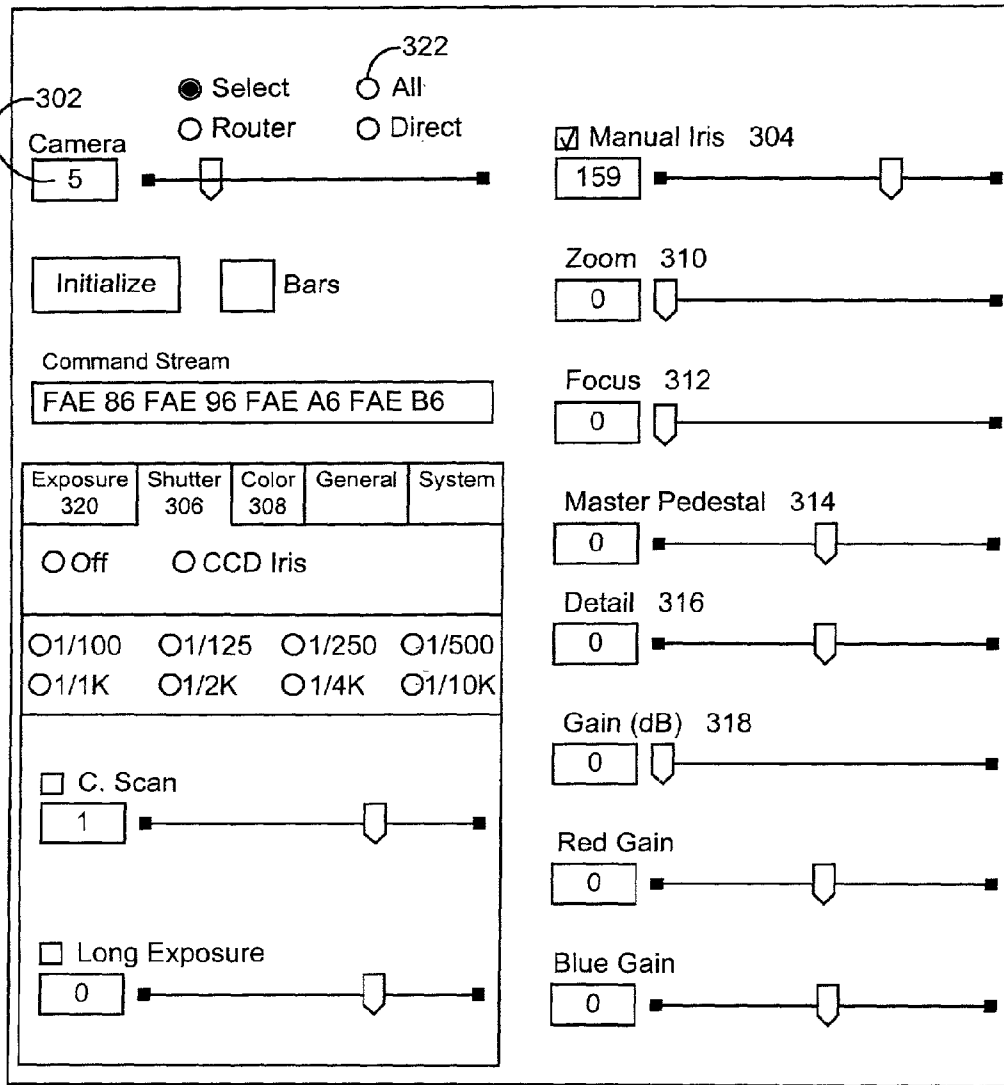 322
Select All
302
Router Direct
Camera
5
Initialize Bars
Command Stream
FAE 86 FAE 96 FAE A6 FAE B6
Exposure Shutter Color General System
320 306 308
Off CCD Iris
1/100 1/125 1/250 1/500
1/1K 1/2K 1/4K 1/10K
C. Scan
1
Long Exposure
0
Manual Iris 304
159
Zoom 310
0
Focus 312
0
Master Pedestal 314
0
Detail 316
0
Gain (dB) 318
0
Red Gain
0
Blue Gain
0